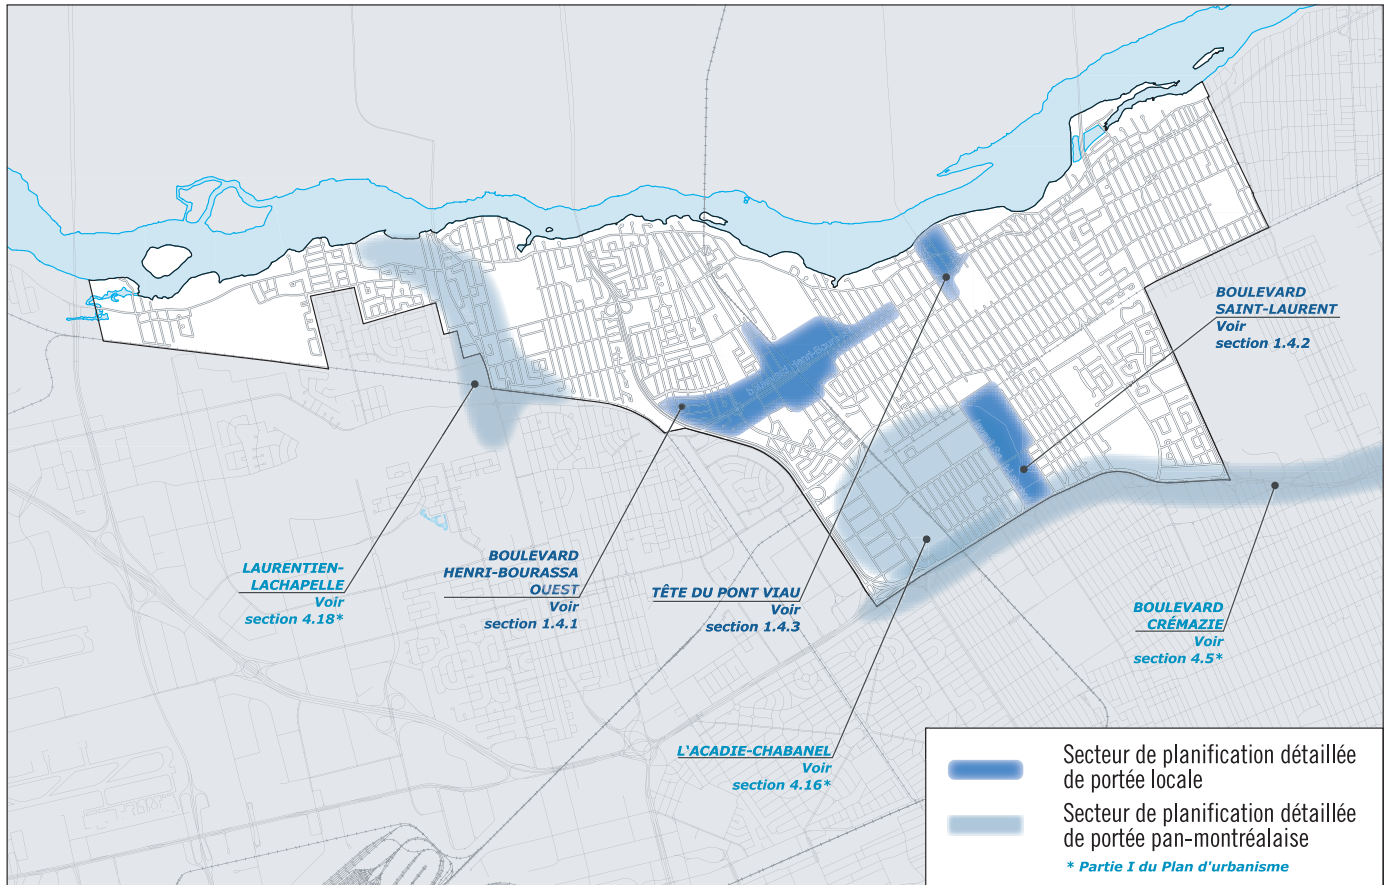 BOULEVARD
SAINT-LAURENT
Voir
section 1.4.2
LAURENTIEN-
LACHAPELLE
Voir
section 4.18*
BOULEVARD
HENRI-BOURASSA
OUEST
Voir
section 1.4.1
TÊTE DU PONT VIAU
Voir
section 1.4.3
BOULEVARD
CRÉMAZIE
Voir
section 4.5*
L'ACADIE-CHABANEL
Voir
section 4.16*
Secteur de planification détaillée
de portée locale
Secteur de planification détaillée
de portée pan-montréalaise
* Partie I du Plan d'urbanisme